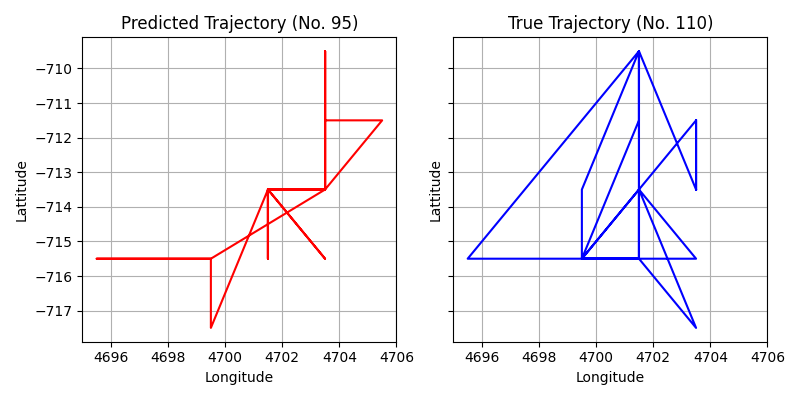 Predicted Trajectory (No. 95)
True Trajectory (No. 110)
Lattitude
−710
−711
−712
−713
−714
−715
−716
−717
4696 4698 4700 4702 4704 4706
Longitude
Lattitude
4696 4698 4700 4702 4704 4706
Longitude